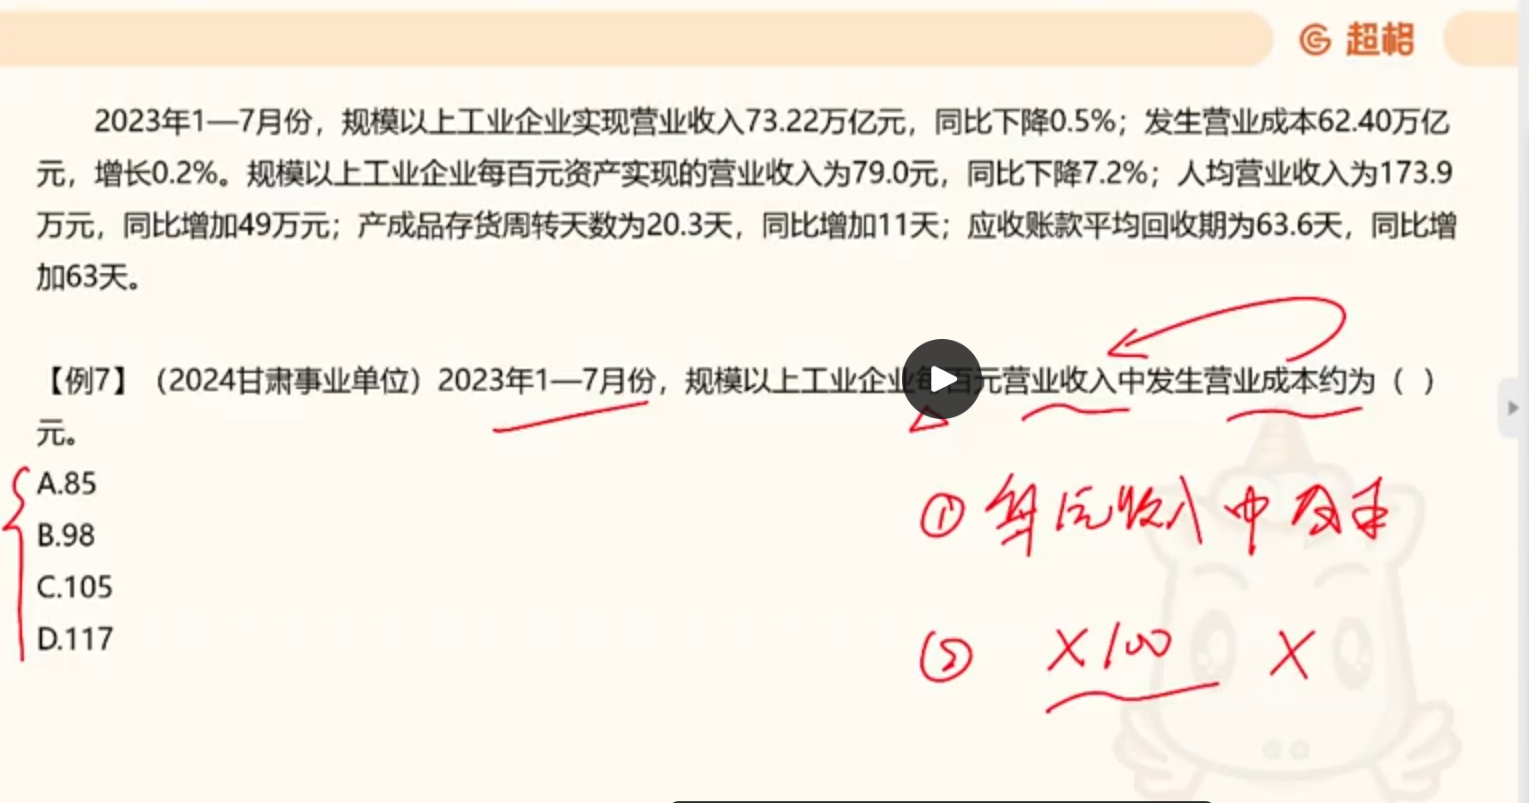 超格
2023年1—7月份，规模以上工业企业实现营业收入73.22万亿元，同比下降0.5%；发生营业成本62.40万亿
元，增长0.2%。规模以上工业企业每百元资产实现的营业收入为79.0元，同比下降7.2%；人均营业收入为173.9
万元，同比增加49万元；产成品存货周转天数为20.3天，同比增加11天；应收账款平均回收期为63.6天，同比增
加63天。
【例7】（2024甘肃事业单位）2023年1—7月份，规模以上工业企业每百元营业收入中发生营业成本约为（ ）
元。
A.85
B.98
C.105
D.117
① 每1元收入中 成本
② ×100 ×